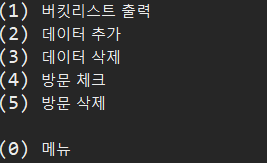 (1) 버킷리스트 출력
(2) 데이터 추가
(3) 데이터 삭제
(4) 방문 체크
(5) 방문 삭제
(0) 메뉴